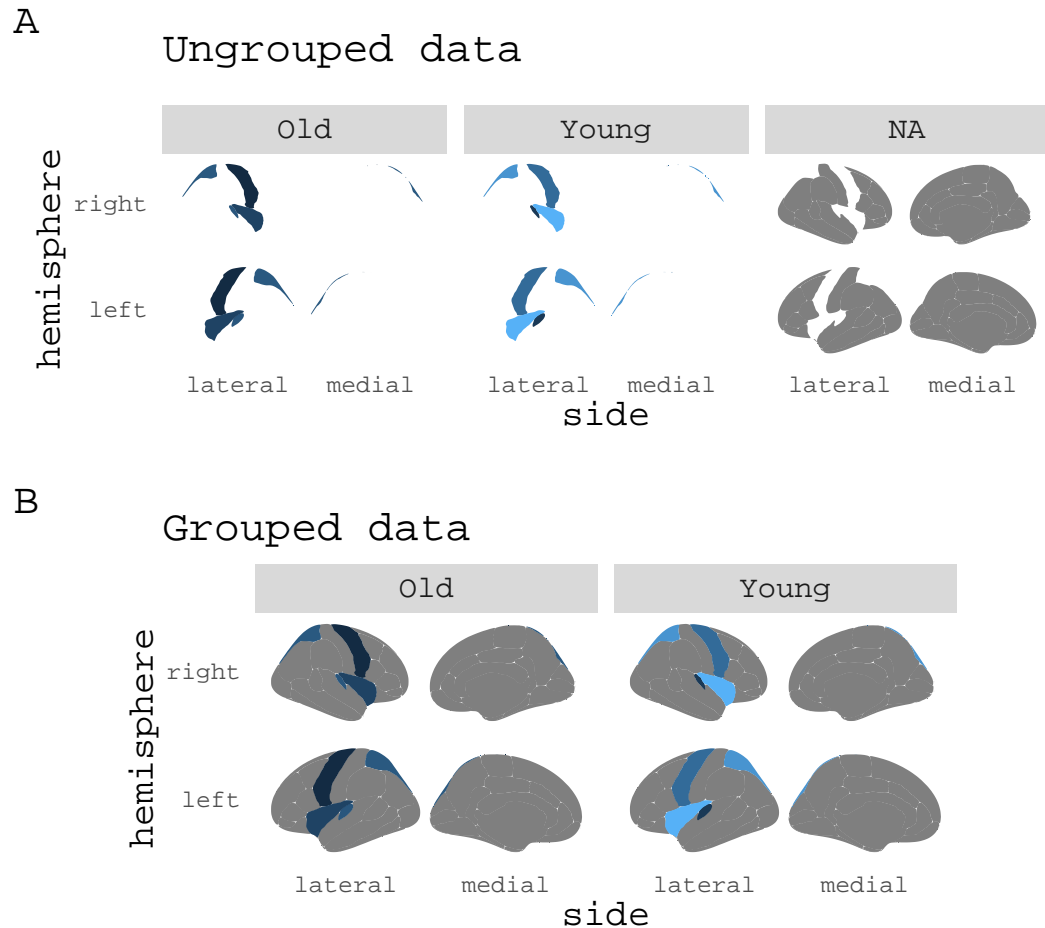 A
Ungrouped data
Old Young NA
hemisphere
right
left
lateral medial lateral medial lateral medial
side
B
Grouped data
Old Young
hemisphere
right
left
lateral medial lateral medial
side